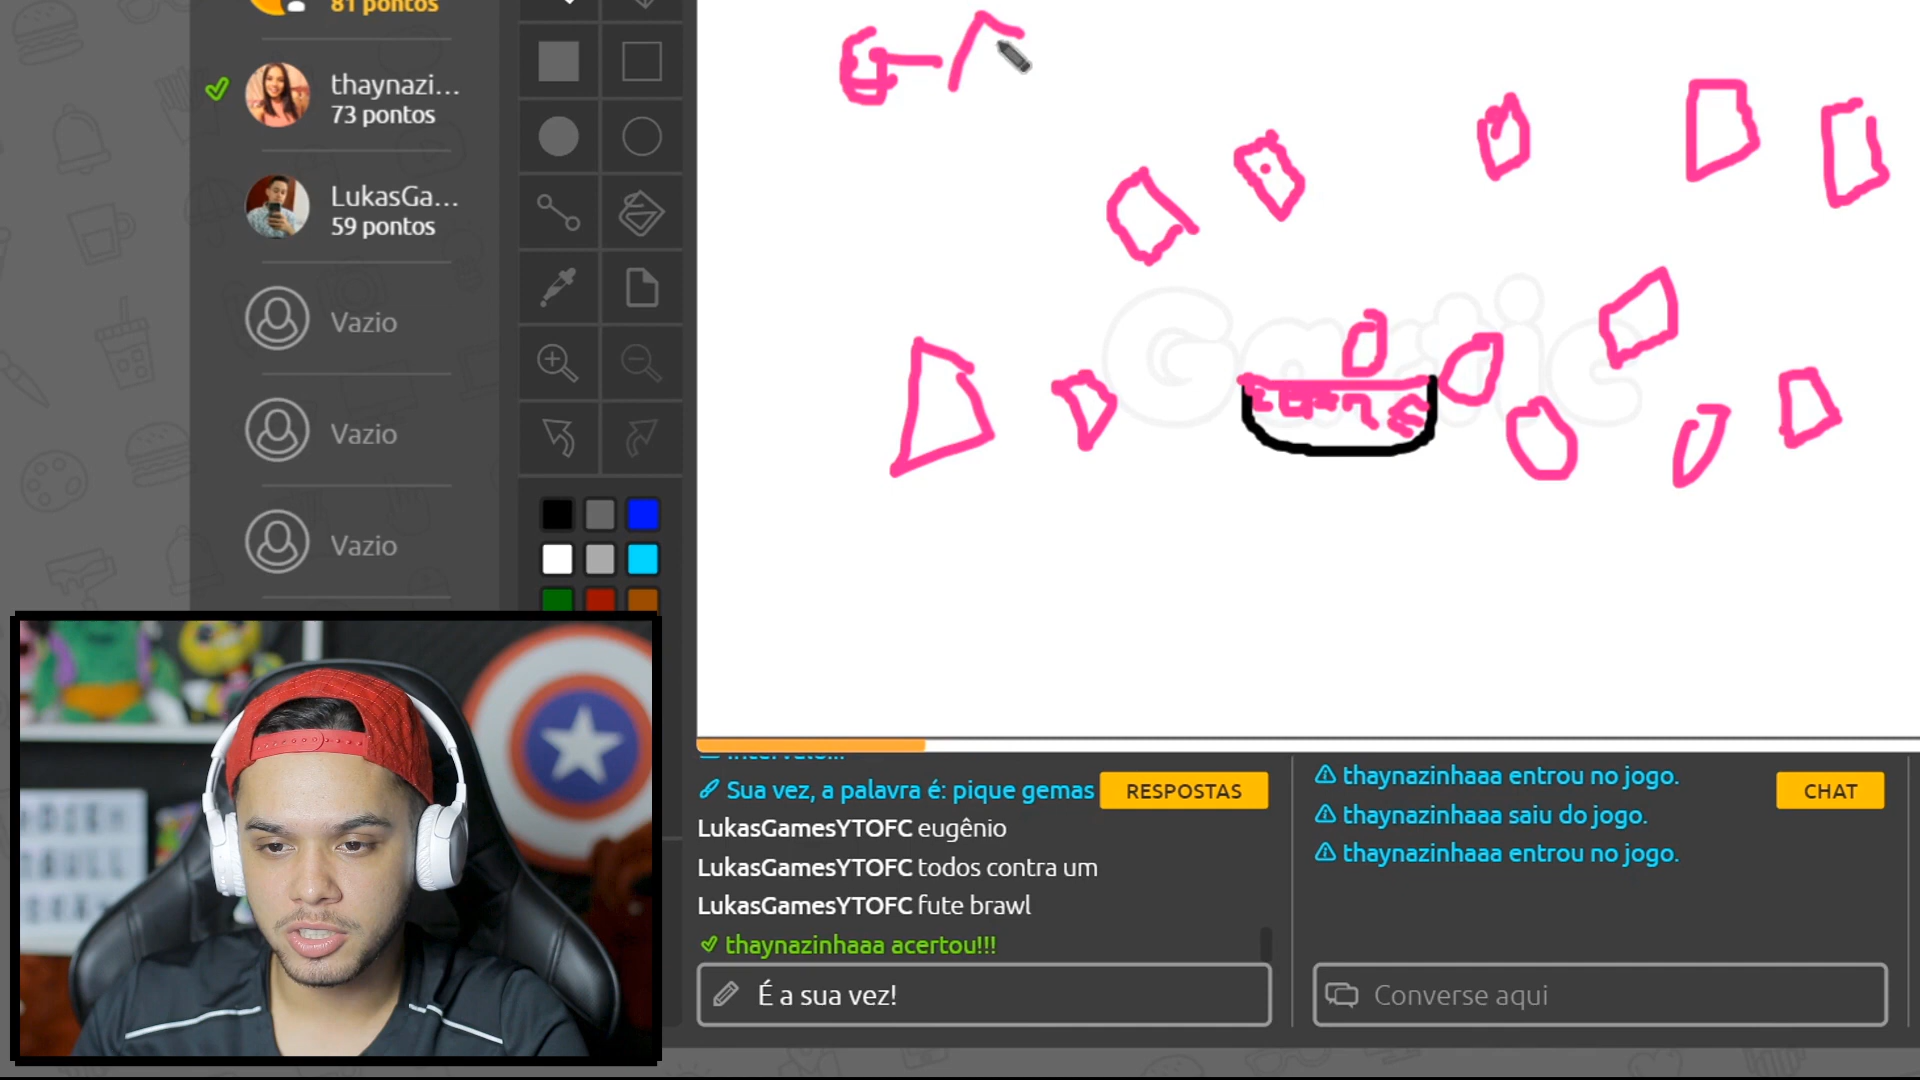 81 pontos
thaynazi...
73 pontos
LukasGa...
59 pontos
Vazio
Vazio
Vazio
Gartic
Intervalo...
Sua vez, a palavra é: pique gemas
RESPOSTAS
LukasGamesYTOFC eugênio
LukasGamesYTOFC todos contra um
LukasGamesYTOFC fute brawl
thaynazinhaaa acertou!!!
É a sua vez!
thaynazinhaaa entrou no jogo.
CHAT
thaynazinhaaa saiu do jogo.
thaynazinhaaa entrou no jogo.
Converse aqui